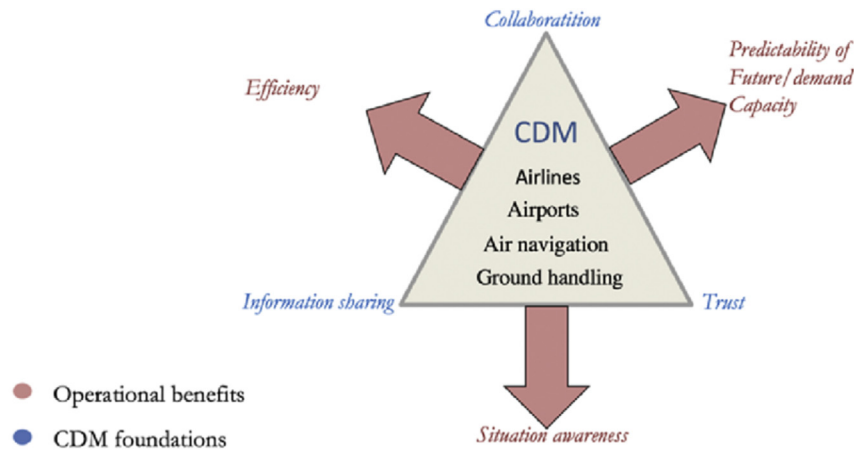 Collaboratition
Predictability of
Future/demand
Capacity
Efficiency
CDM
Airlines
Airports
Air navigation
Ground handling
Information sharing
Trust
Operational benefits
CDM foundations
Situation awareness